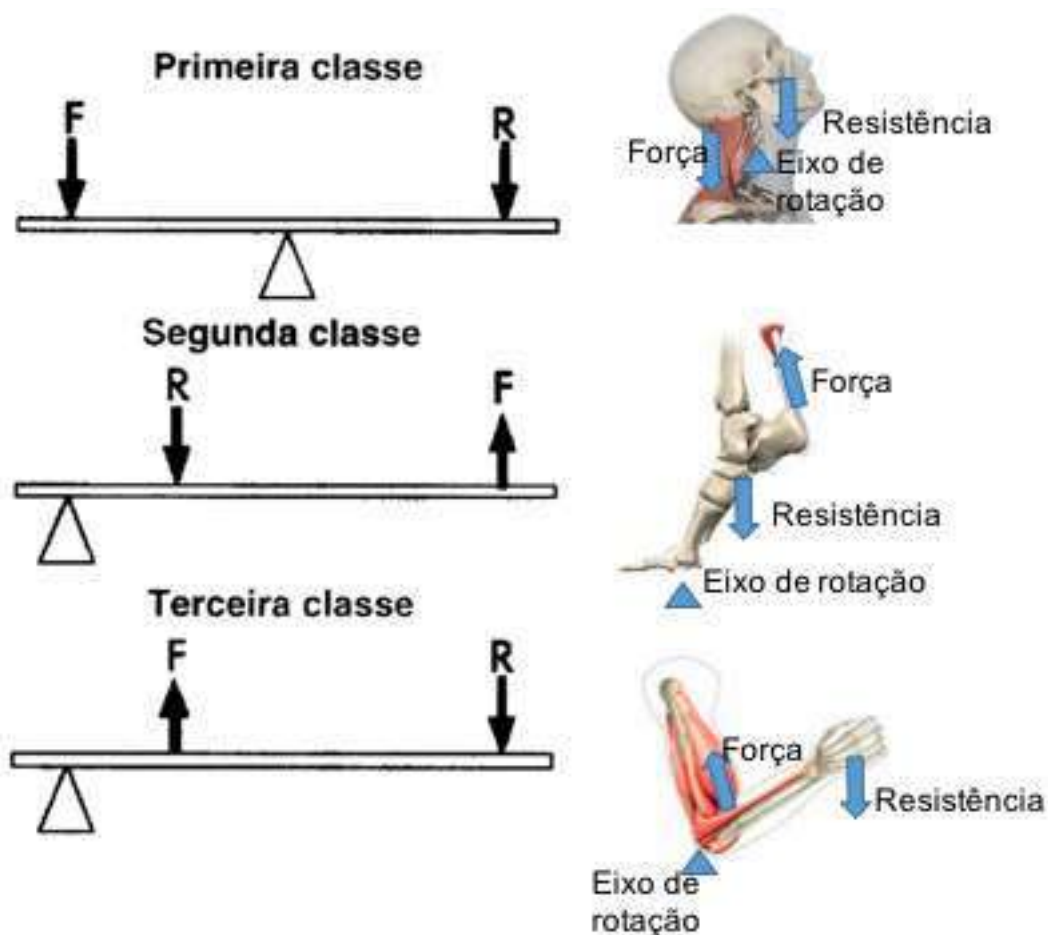 Primeira classe
F
R
Força
Resistência
Eixo de
rotação
Segunda classe
R
F
Força
Resistência
Eixo de rotação
Terceira classe
F
R
Força
Resistência
Eixo de
rotação